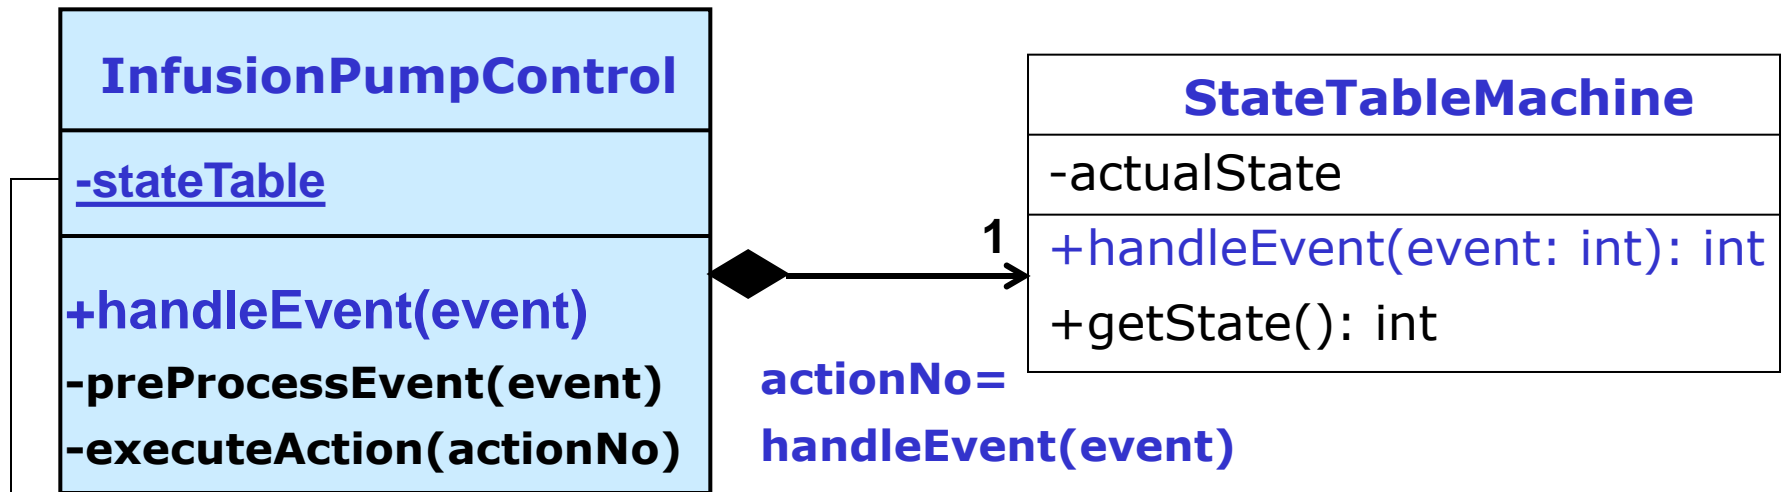 InfusionPumpControl
-stateTable
+handleEvent(event)
-preProcessEvent(event)
-executeAction(actionNo)
1
actionNo=
handleEvent(event)
StateTableMachine
-actualState
+handleEvent(event: int): int
+getState(): int